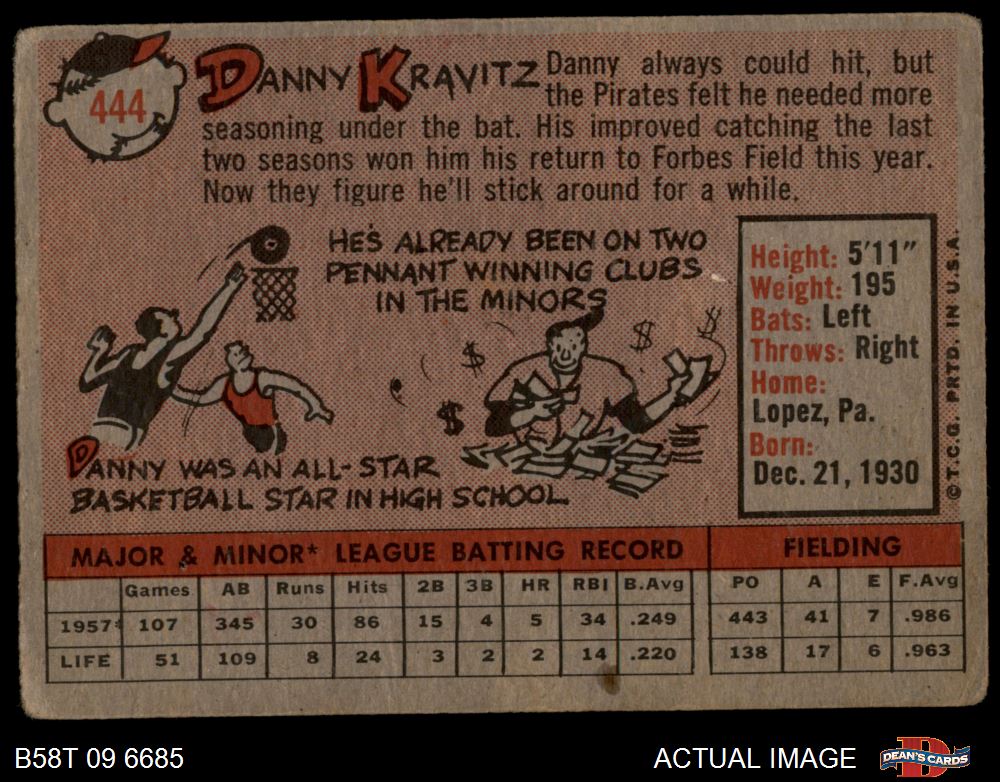 444
DANNY KRAVITZ
Danny always could hit, but
the Pirates felt he needed more
seasoning under the bat. His improved catching the last
two seasons won him his return to Forbes Field this year.
Now they figure he'll stick around for a while.
HE'S ALREADY BEEN ON TWO
PENNANT WINNING CLUBS
IN THE MINORS
$ $ $ $
DANNY WAS AN ALL-STAR
BASKETBALL STAR IN HIGH SCHOOL
Height: 5'11"
Weight: 195
Bats: Left
Throws: Right
Home:
Lopez, Pa.
Born:
Dec. 21, 1930
© T.C.G. PRTD. IN U.S.A.
MAJOR & MINOR* LEAGUE BATTING RECORD FIELDING
Games AB Runs Hits 2B 3B HR RBI B.Avg PO A E F.Avg
1957* 107 345 30 86 15 4 5 34 .249 443 41 7 .986
LIFE 51 109 8 24 3 2 2 14 .220 138 17 6 .963
B58T 09 6685 ACTUAL IMAGE DEAN'S CARDS